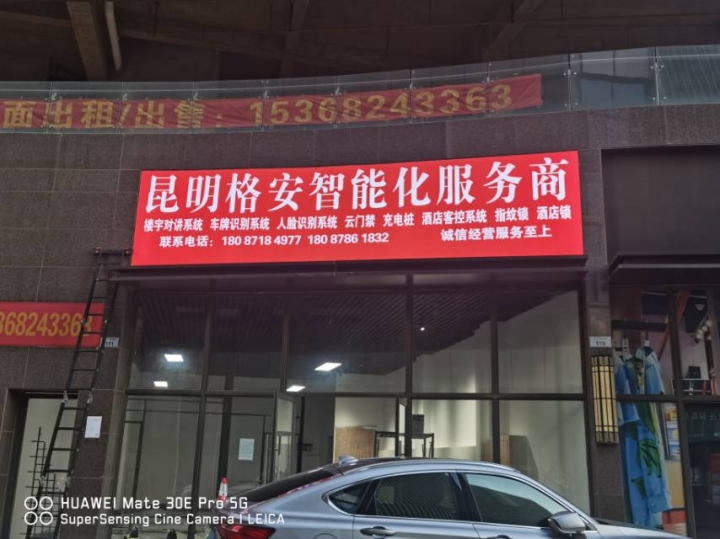 面出租/出售：15368243363
昆明格安智能化服务商
楼宇对讲系统 车牌识别系统 人脸识别系统 云门禁 充电桩 酒店客控系统 指纹锁 酒店锁
联系电话：180 8718 4977 180 8786 1832 诚信经营服务至上
368243363
HUAWEI Mate 30E Pro 5G
SuperSensing Cine Camera | LEICA